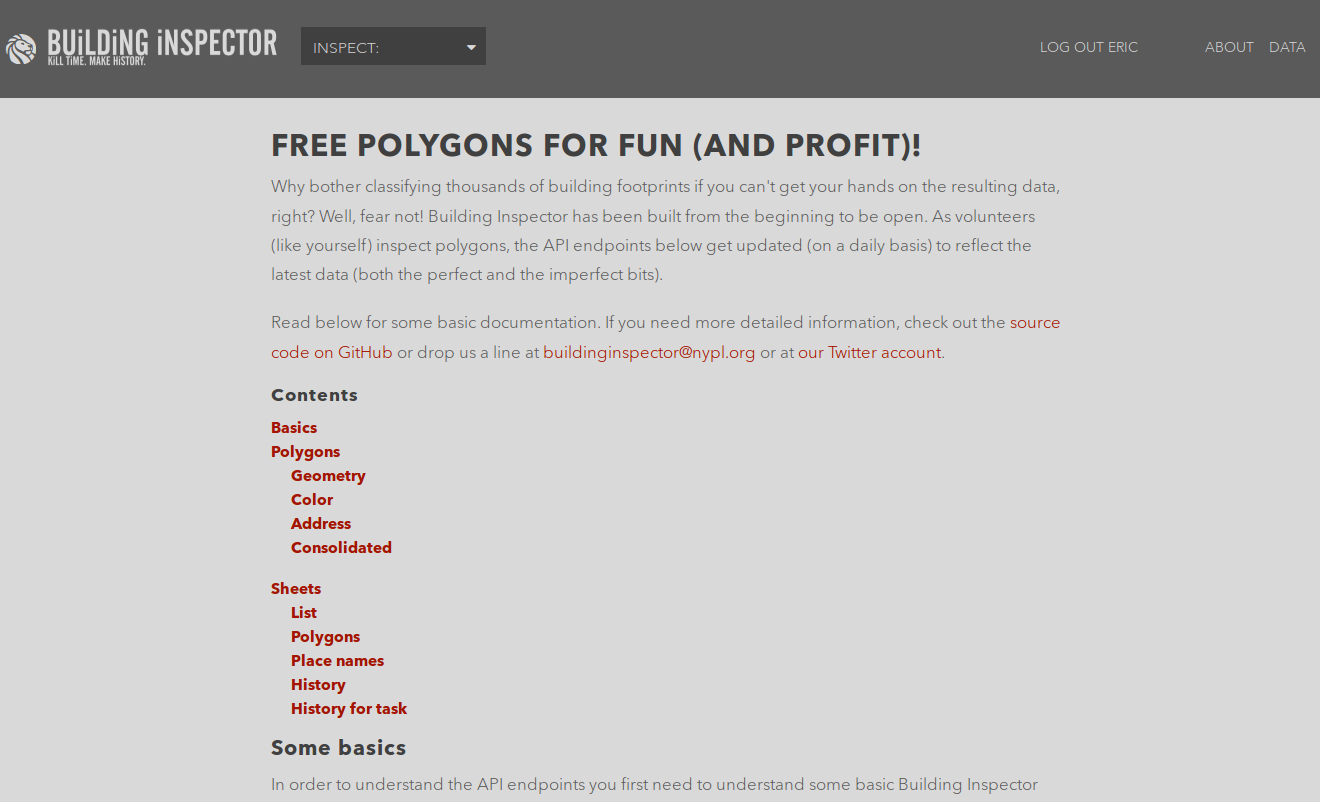 BUiLDiNG iNSPECTOR
KiLL TiME. MAKE HiSTORY.
INSPECT:
LOG OUT ERIC
ABOUT
DATA
FREE POLYGONS FOR FUN (AND PROFIT)!
Why bother classifying thousands of building footprints if you can't get your hands on the resulting data,
right? Well, fear not! Building Inspector has been built from the beginning to be open. As volunteers
(like yourself) inspect polygons, the API endpoints below get updated (on a daily basis) to reflect the
latest data (both the perfect and the imperfect bits).
Read below for some basic documentation. If you need more detailed information, check out the source
code on GitHub or drop us a line at buildinginspector@nypl.org or at our Twitter account.
Contents
Basics
Polygons
Geometry
Color
Address
Consolidated
Sheets
List
Polygons
Place names
History
History for task
Some basics
In order to understand the API endpoints you first need to understand some basic Building Inspector